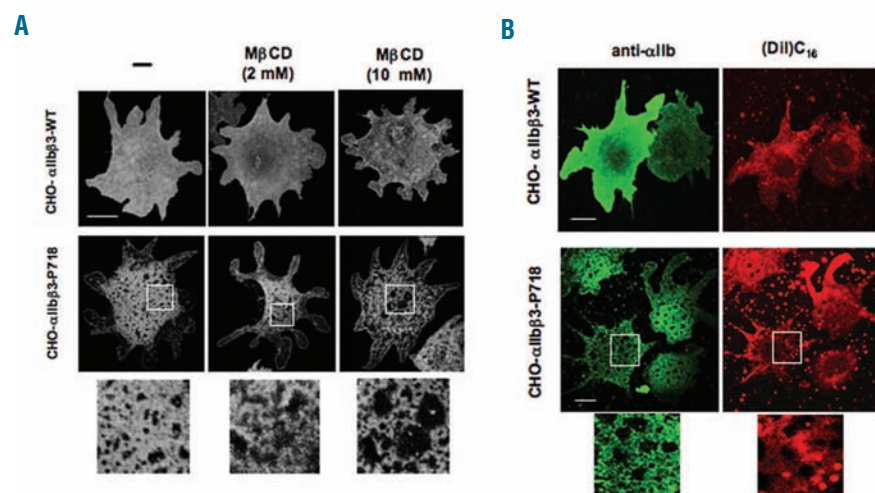 A
–
MβCD
(2 mM)
MβCD
(10 mM)
CHO- αIIbβ3-WT
CHO-αIIbβ3-P718
B
anti-αIIb
(DiI)C16
CHO- αIIbβ3-WT
CHO-αIIbβ3-P718